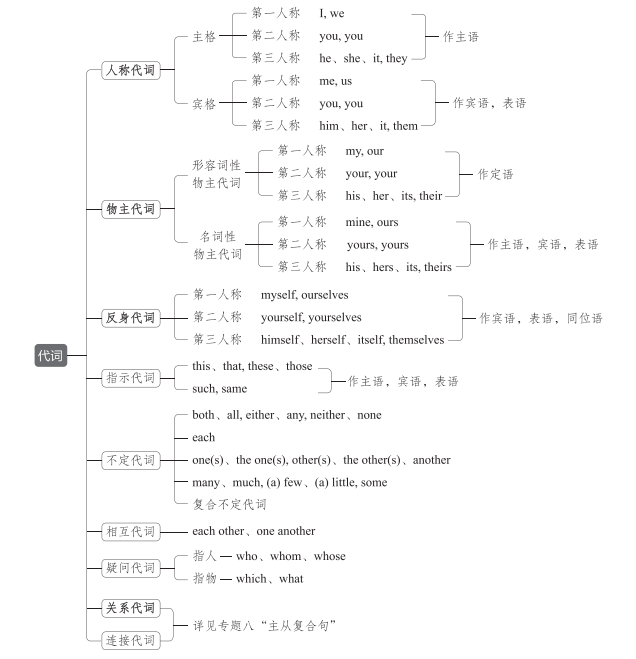 代词
人称代词
主格
第一人称 I, we
第二人称 you, you
第三人称 he、she、it, they
作主语
宾格
第一人称 me, us
第二人称 you, you
第三人称 him、her、it, them
作宾语，表语
物主代词
形容词性
物主代词
第一人称 my, our
第二人称 your, your
第三人称 his、her、its, their
作定语
名词性
物主代词
第一人称 mine, ours
第二人称 yours, yours
第三人称 his、hers、its, theirs
作主语，宾语，表语
反身代词
第一人称 myself, ourselves
第二人称 yourself, yourselves
第三人称 himself、herself、itself, themselves
作宾语，表语，同位语
指示代词
this、that, these、those
such, same
作主语，宾语，表语
不定代词
both、all, either、any, neither、none
each
one(s)、the one(s), other(s)、the other(s)、another
many、much, (a) few、(a) little, some
复合不定代词
相互代词
each other、one another
疑问代词
指人 who、whom、whose
指物 which、what
关系代词
连接代词
详见专题八“主从复合句”